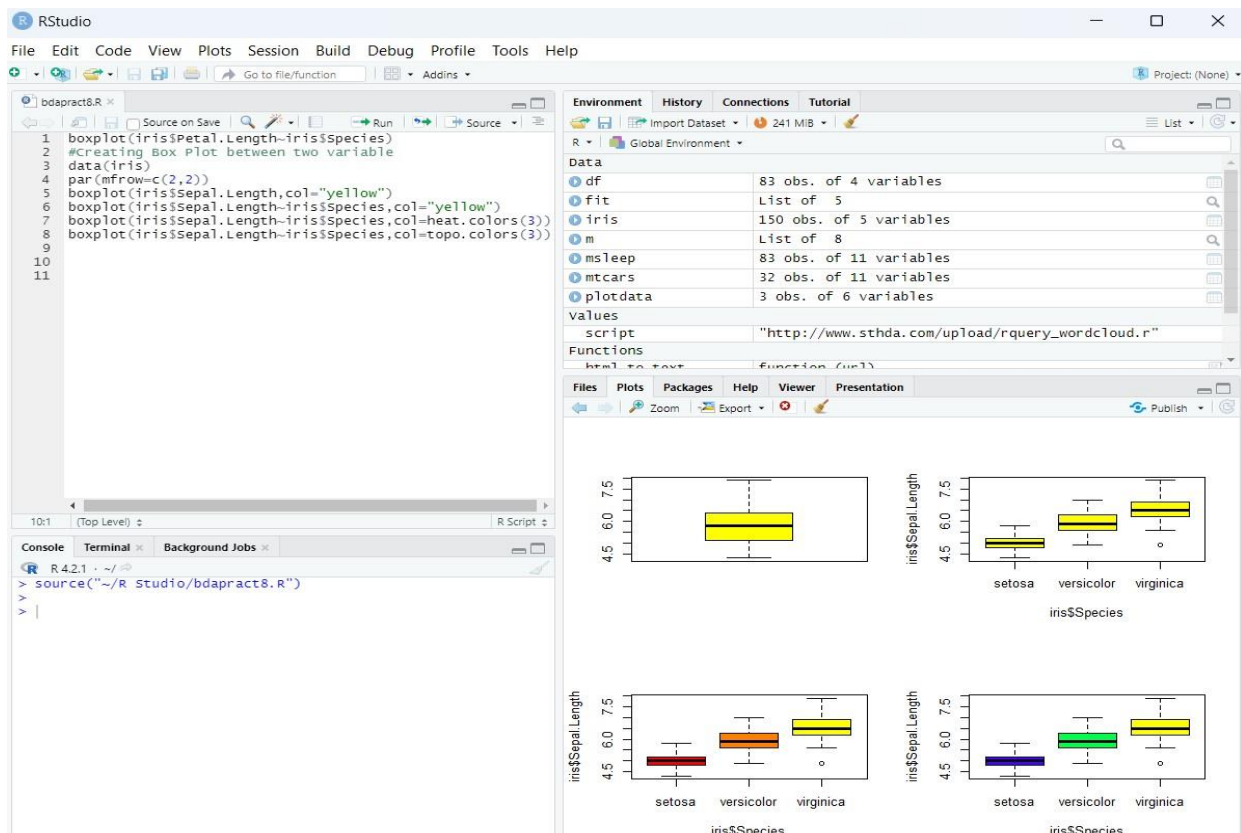 RStudio
File Edit Code View Plots Session Build Debug Profile Tools Help
Go to file/function
Addins
Project: (None)
bdapract8.R
Source on Save
Run
Source
1 boxplot(iris$Petal.Length~iris$Species)
2 #Creating Box Plot between two variable
3 data(iris)
4 par(mfrow=c(2,2))
5 boxplot(iris$Sepal.Length,col="yellow")
6 boxplot(iris$Sepal.Length~iris$Species,col="yellow")
7 boxplot(iris$Sepal.Length~iris$Species,col=heat.colors(3))
8 boxplot(iris$Sepal.Length~iris$Species,col=topo.colors(3))
9
10
11
10:1 (Top Level) R Script
Console Terminal Background Jobs
R 4.2.1 · ~/
> source("~/R Studio/bdapract8.R")
>
>
Environment History Connections Tutorial
Import Dataset 241 MiB List
R Global Environment
Data
df 83 obs. of 4 variables
fit List of 5
iris 150 obs. of 5 variables
m List of 8
msleep 83 obs. of 11 variables
mtcars 32 obs. of 11 variables
plotdata 3 obs. of 6 variables
Values
script "http://www.sthda.com/upload/rquery_wordcloud.r"
Functions
html_to_text function (url)
Files Plots Packages Help Viewer Presentation
Zoom Export Publish
7.5
6.0
4.5
iris$Sepal.Length
7.5
6.0
4.5
setosa versicolor virginica
iris$Species
iris$Sepal.Length
7.5
6.0
4.5
setosa versicolor virginica
iris$Species
iris$Sepal.Length
7.5
6.0
4.5
setosa versicolor virginica
iris$Species